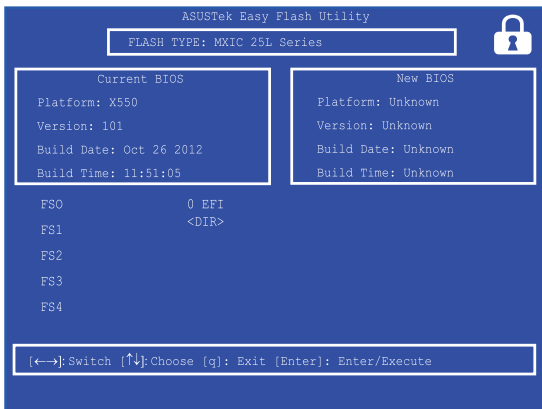 ASUSTek Easy Flash Utility
FLASH TYPE: MXIC 25L Series
Current BIOS
Platform: X550
Version: 101
Build Date: Oct 26 2012
Build Time: 11:51:05
New BIOS
Platform: Unknown
Version: Unknown
Build Date: Unknown
Build Time: Unknown
FS0 0 EFI
FS1 <DIR>
FS2
FS3
FS4
[←→]: Switch [↑↓]: Choose [q]: Exit [Enter]: Enter/Execute